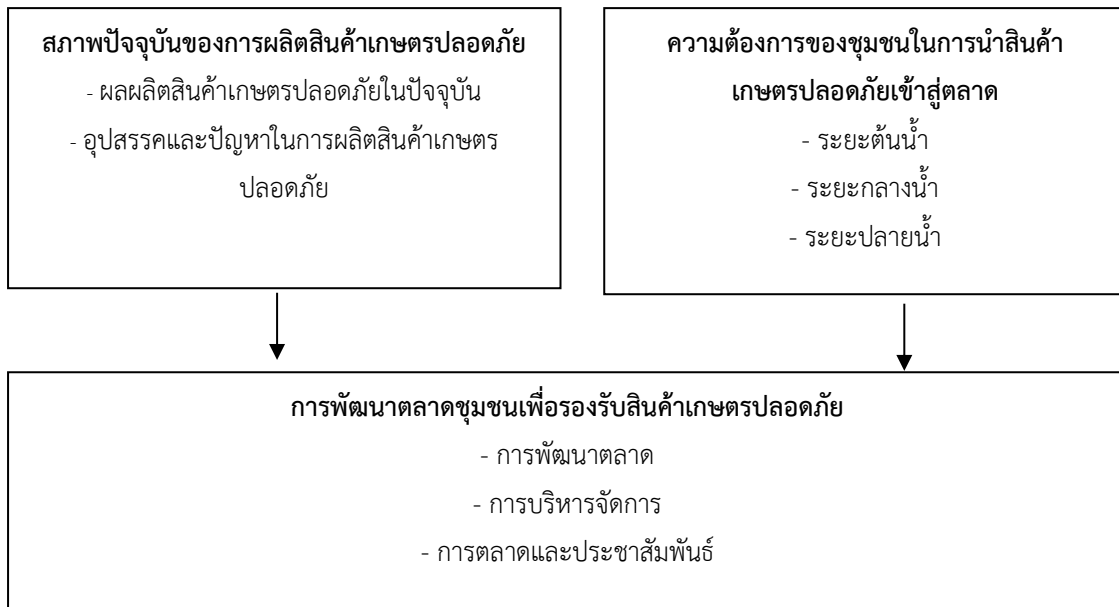 สภาพปัจจุบันของการผลิตสินค้าเกษตรปลอดภัย
- ผลผลิตสินค้าเกษตรปลอดภัยในปัจจุบัน
- อุปสรรคและปัญหาในการผลิตสินค้าเกษตร
ปลอดภัย
ความต้องการของชุมชนในการนำสินค้า
เกษตรปลอดภัยเข้าสู่ตลาด
- ระยะต้นน้ำ
- ระยะกลางน้ำ
- ระยะปลายน้ำ
การพัฒนาตลาดชุมชนเพื่อรองรับสินค้าเกษตรปลอดภัย
- การพัฒนาตลาด
- การบริหารจัดการ
- การตลาดและประชาสัมพันธ์